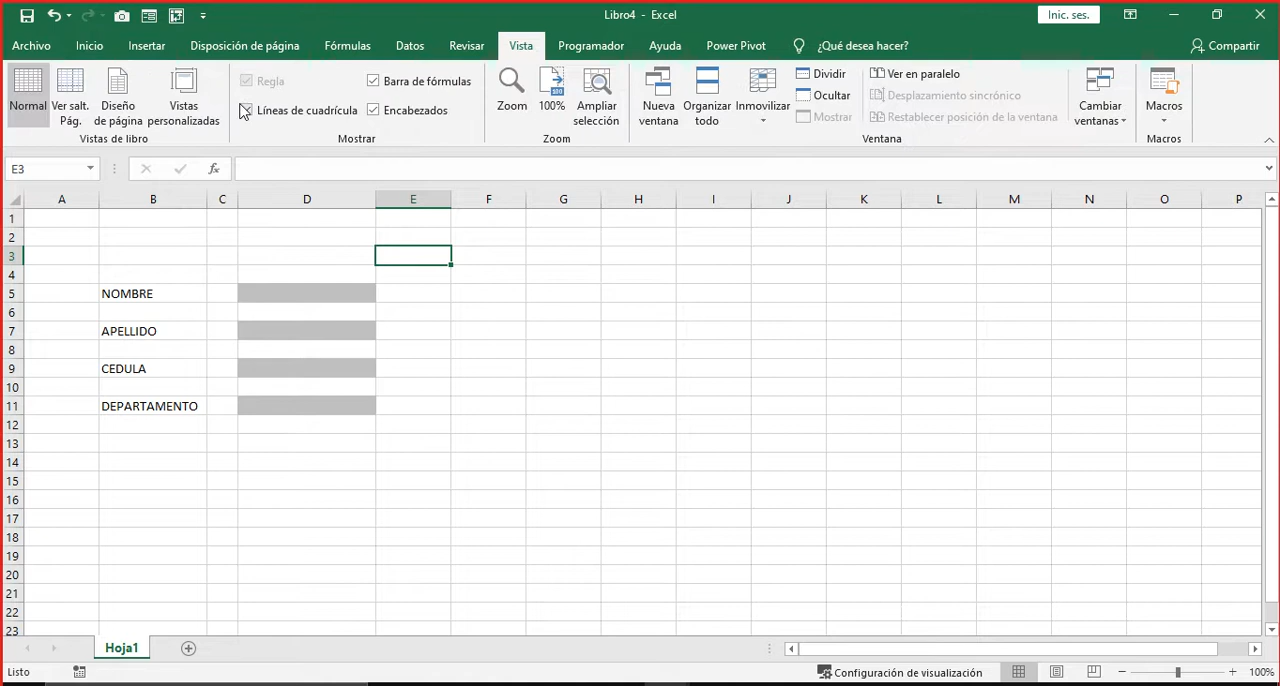 Libro4 - Excel
Inic. ses.
Archivo Inicio Insertar Disposición de página Fórmulas Datos Revisar Vista Programador Ayuda Power Pivot ¿Qué desea hacer? Compartir
Normal
Ver salt. Pág.
Diseño de página
Vistas personalizadas
Vistas de libro
Regla
Líneas de cuadrícula
Barra de fórmulas
Encabezados
Mostrar
Zoom
100%
Ampliar selección
Zoom
Nueva ventana
Organizar todo
Inmovilizar
Dividir
Ocultar
Mostrar
Ver en paralelo
Desplazamiento sincrónico
Restablecer posición de la ventana
Ventana
Cambiar ventanas
Macros
Macros
E3
fx
A B C D E F G H I J K L M N O P
1
2
3
4
5 NOMBRE
6
7 APELLIDO
8
9 CEDULA
10
11 DEPARTAMENTO
12
13
14
15
16
17
18
19
20
21
22
23
Hoja1
Listo
Configuración de visualización
100%